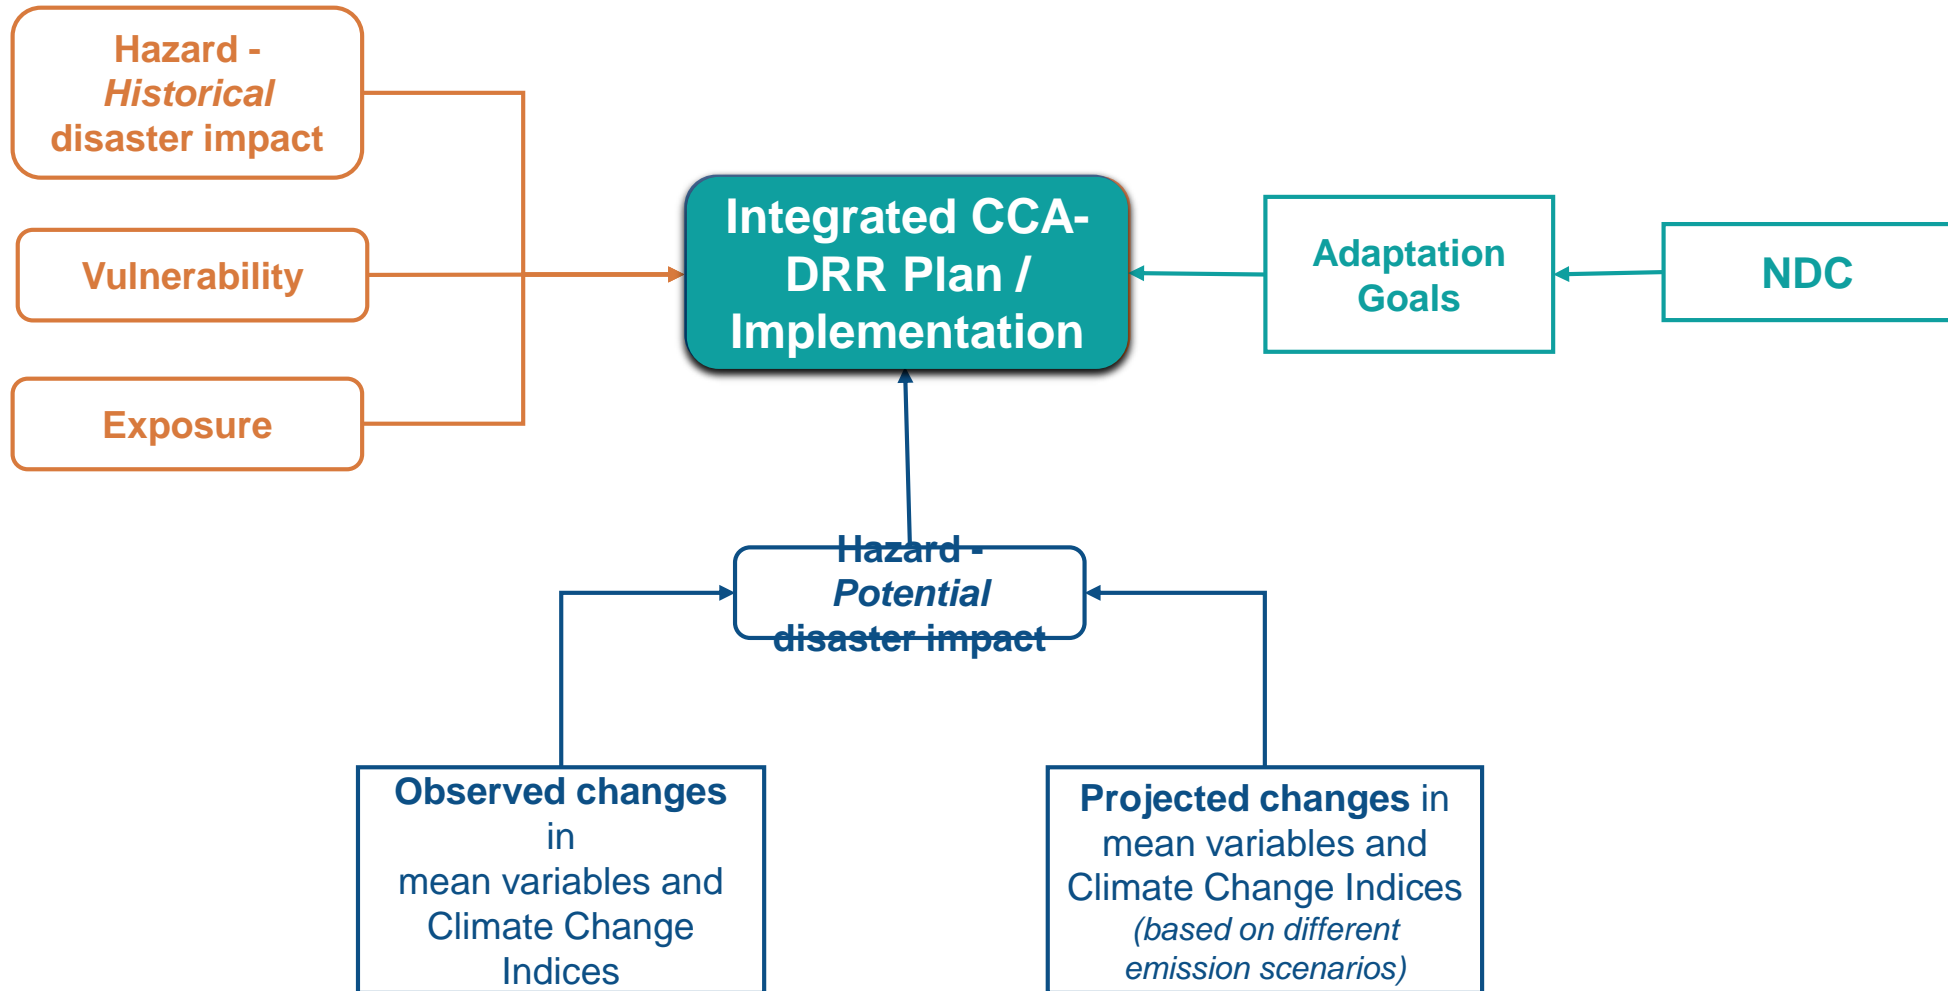 Hazard -
Historical
disaster impact
Vulnerability
Exposure
Integrated CCA-
DRR Plan /
Implementation
Adaptation
Goals
NDC
Hazard -
Potential
disaster impact
Observed changes
in
mean variables and
Climate Change
Indices
Projected changes in
mean variables and
Climate Change Indices
(based on different
emission scenarios)